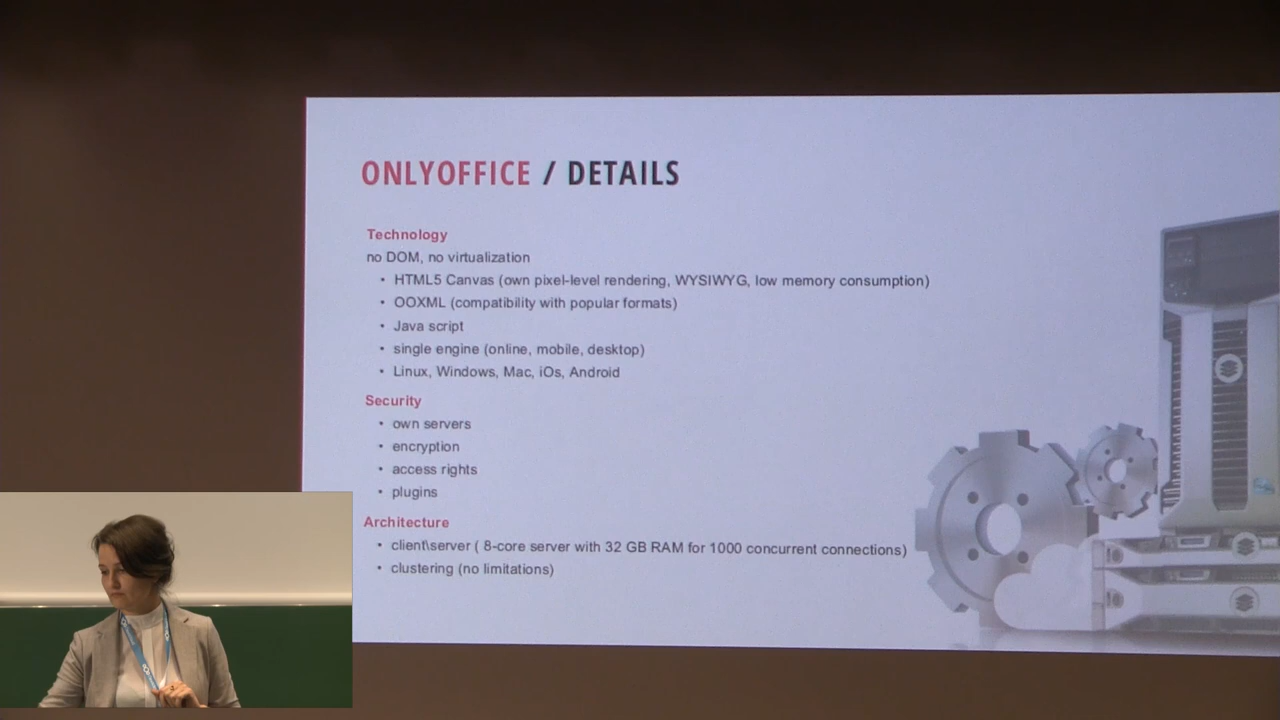 ONLYOFFICE / DETAILS
Technology
no DOM, no virtualization
• HTML5 Canvas (own pixel-level rendering, WYSIWYG, low memory consumption)
• OOXML (compatibility with popular formats)
• Java script
• single engine (online, mobile, desktop)
• Linux, Windows, Mac, iOs, Android
Security
• own servers
• encryption
• access rights
• plugins
Architecture
• client\server ( 8-core server with 32 GB RAM for 1000 concurrent connections)
• clustering (no limitations)